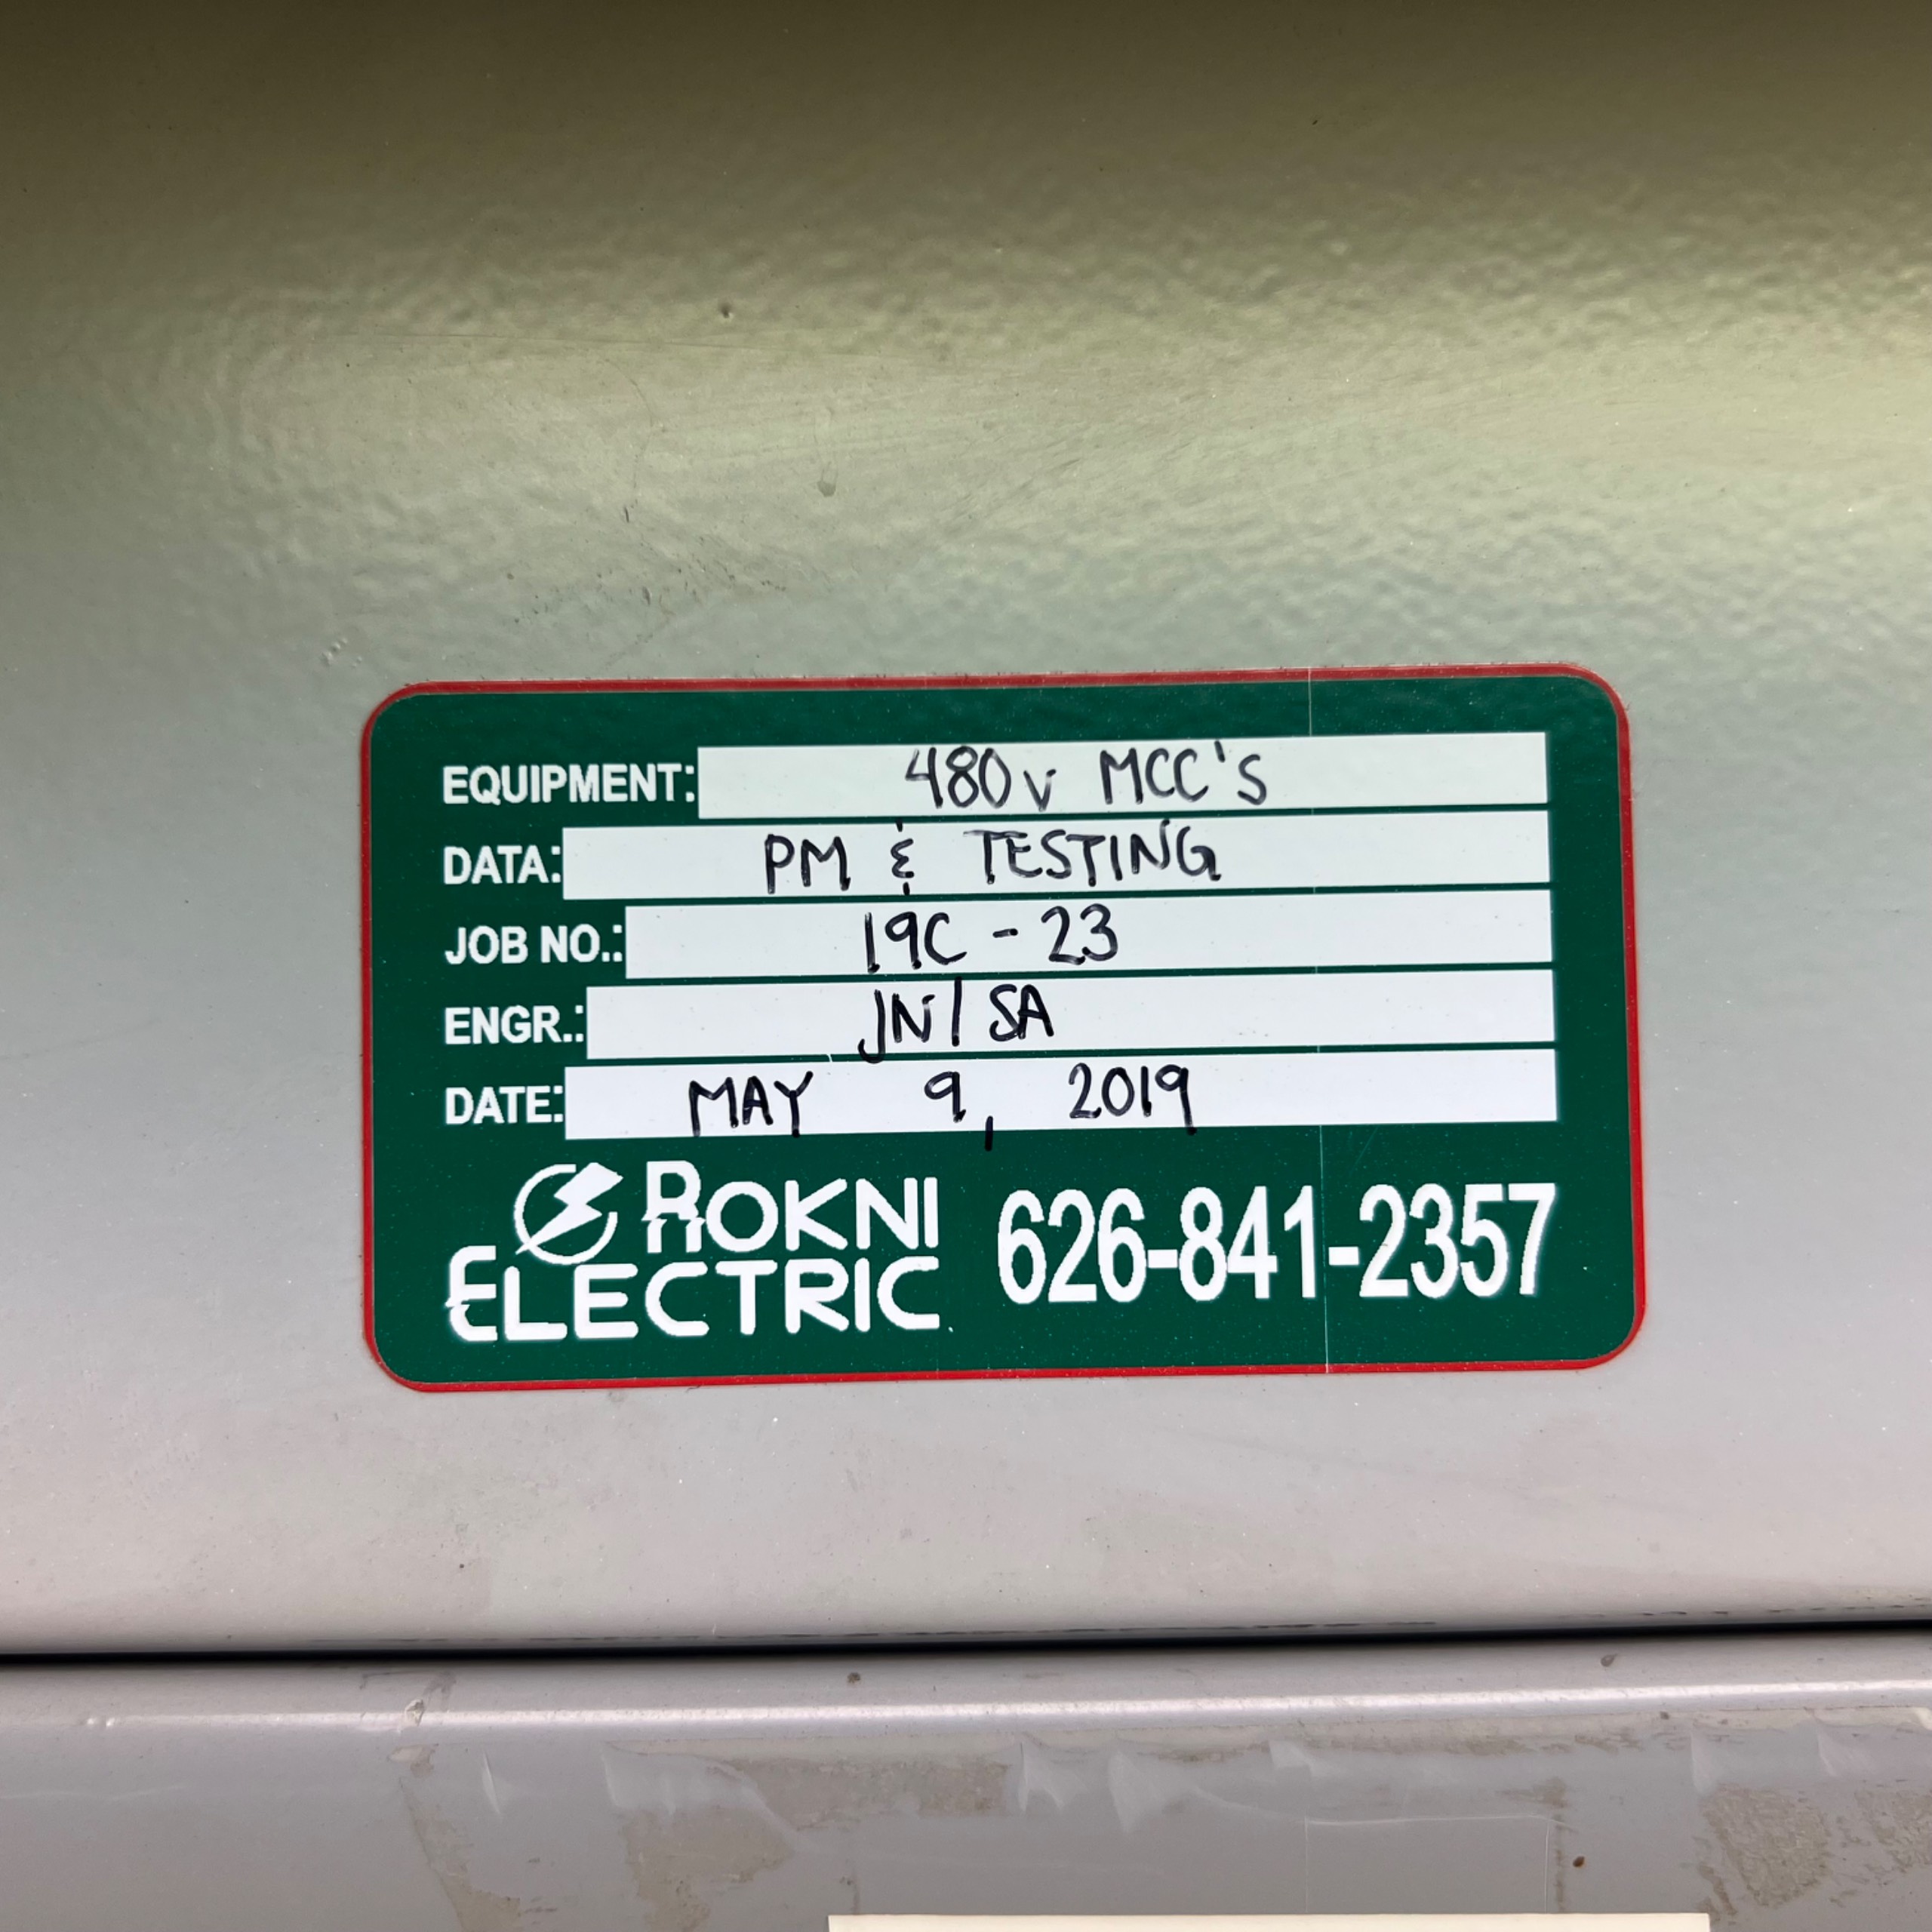 EQUIPMENT: 480V MCC'S
DATA: PM & TESTING
JOB NO.: 19C - 23
ENGR.: JN/SA
DATE: MAY 9, 2019
ROKNI
ELECTRIC
626-841-2357